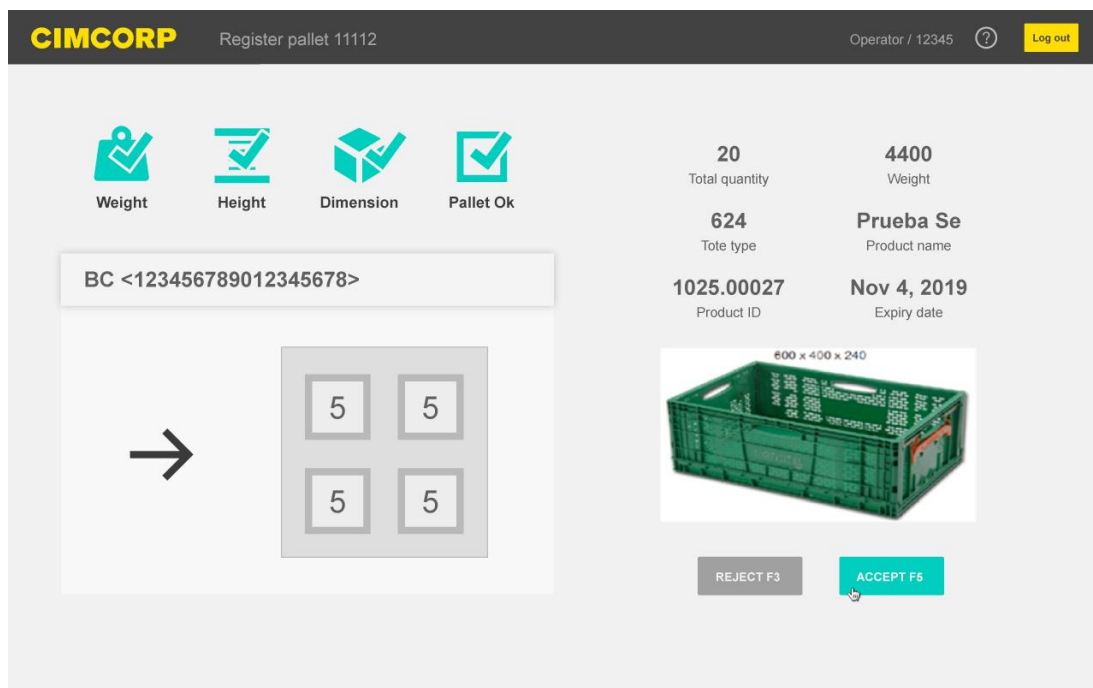 CIMCORP
Register pallet 11112
Operator / 12345
?
Log out
Weight
Height
Dimension
Pallet Ok
BC <123456789012345678>
5 5
5 5
20
Total quantity
4400
Weight
624
Tote type
Prueba Se
Product name
1025.00027
Product ID
Nov 4, 2019
Expiry date
600 x 400 x 240
REJECT F3
ACCEPT F5